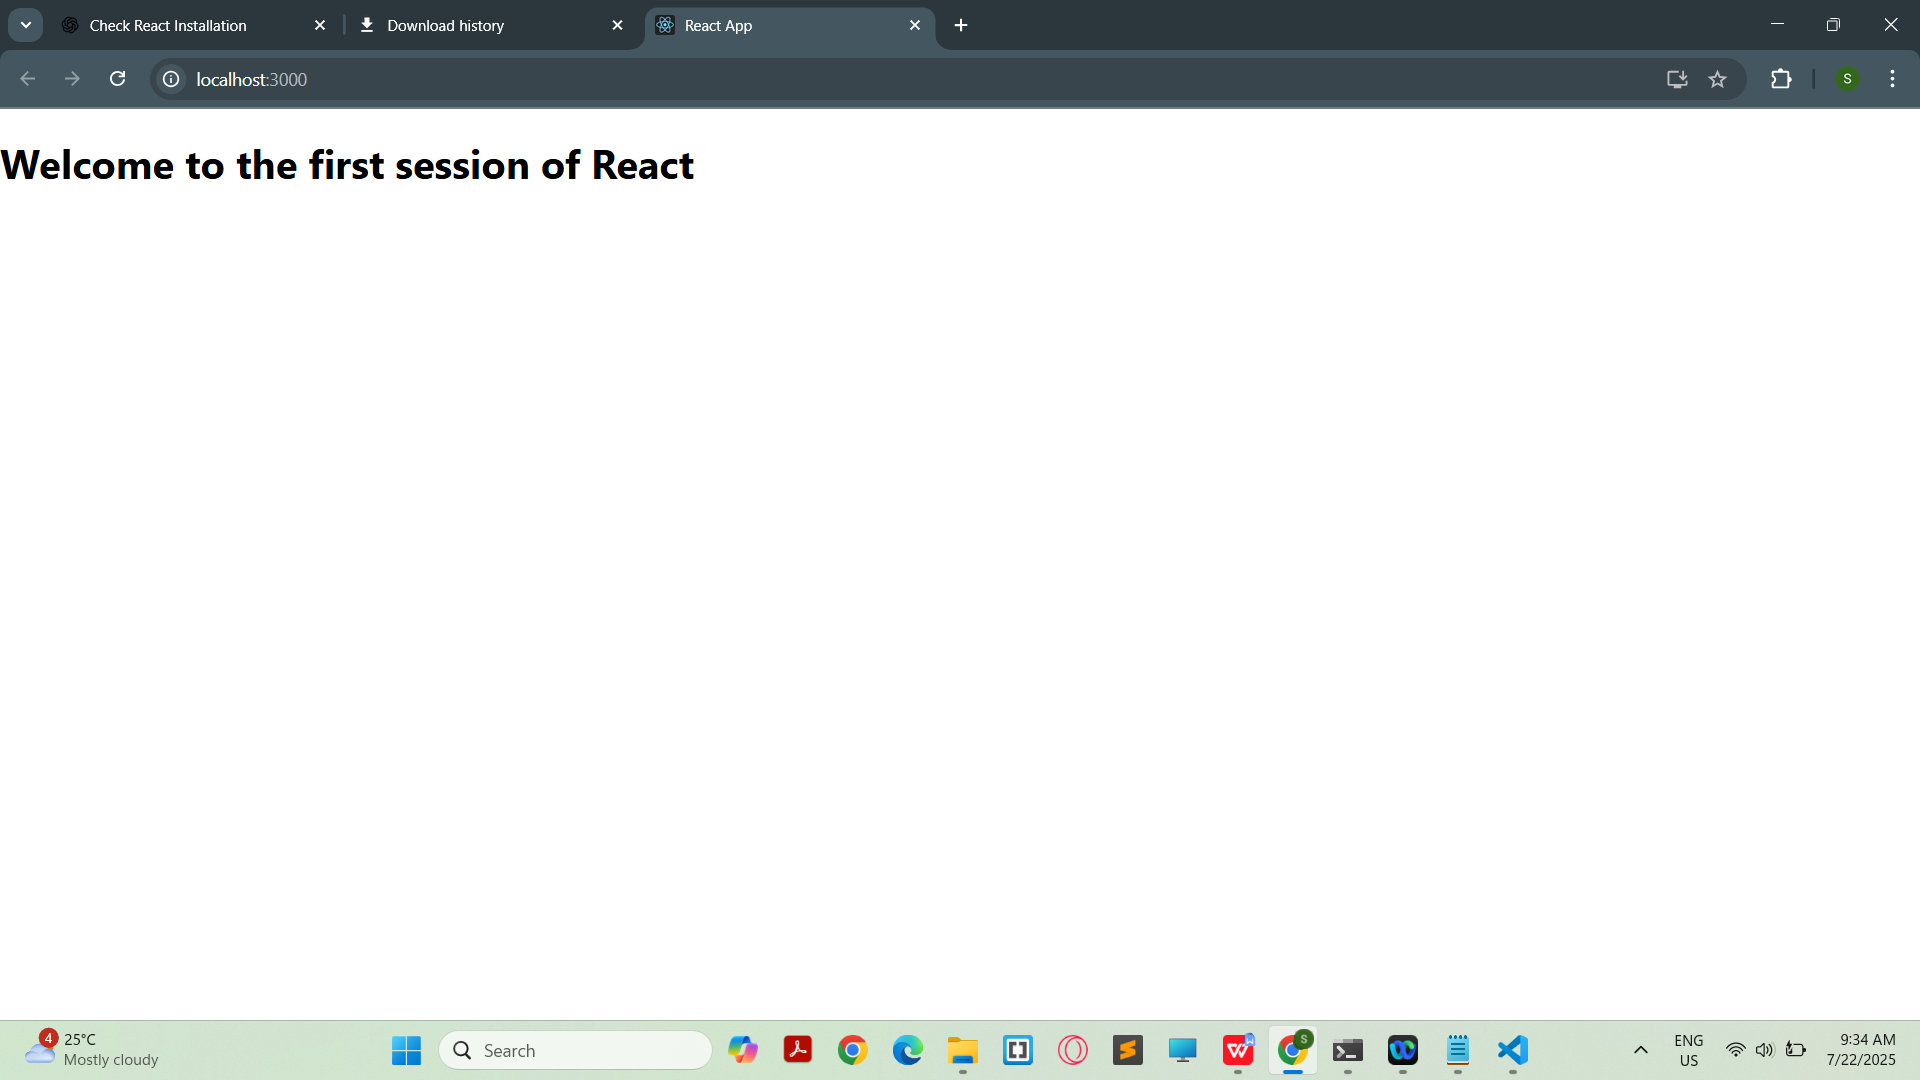 Check React Installation
Download history
React App
localhost:3000
S
Welcome to the first session of React
4
25°C
Mostly cloudy
Search
S
ENG
US
9:34 AM
7/22/2025